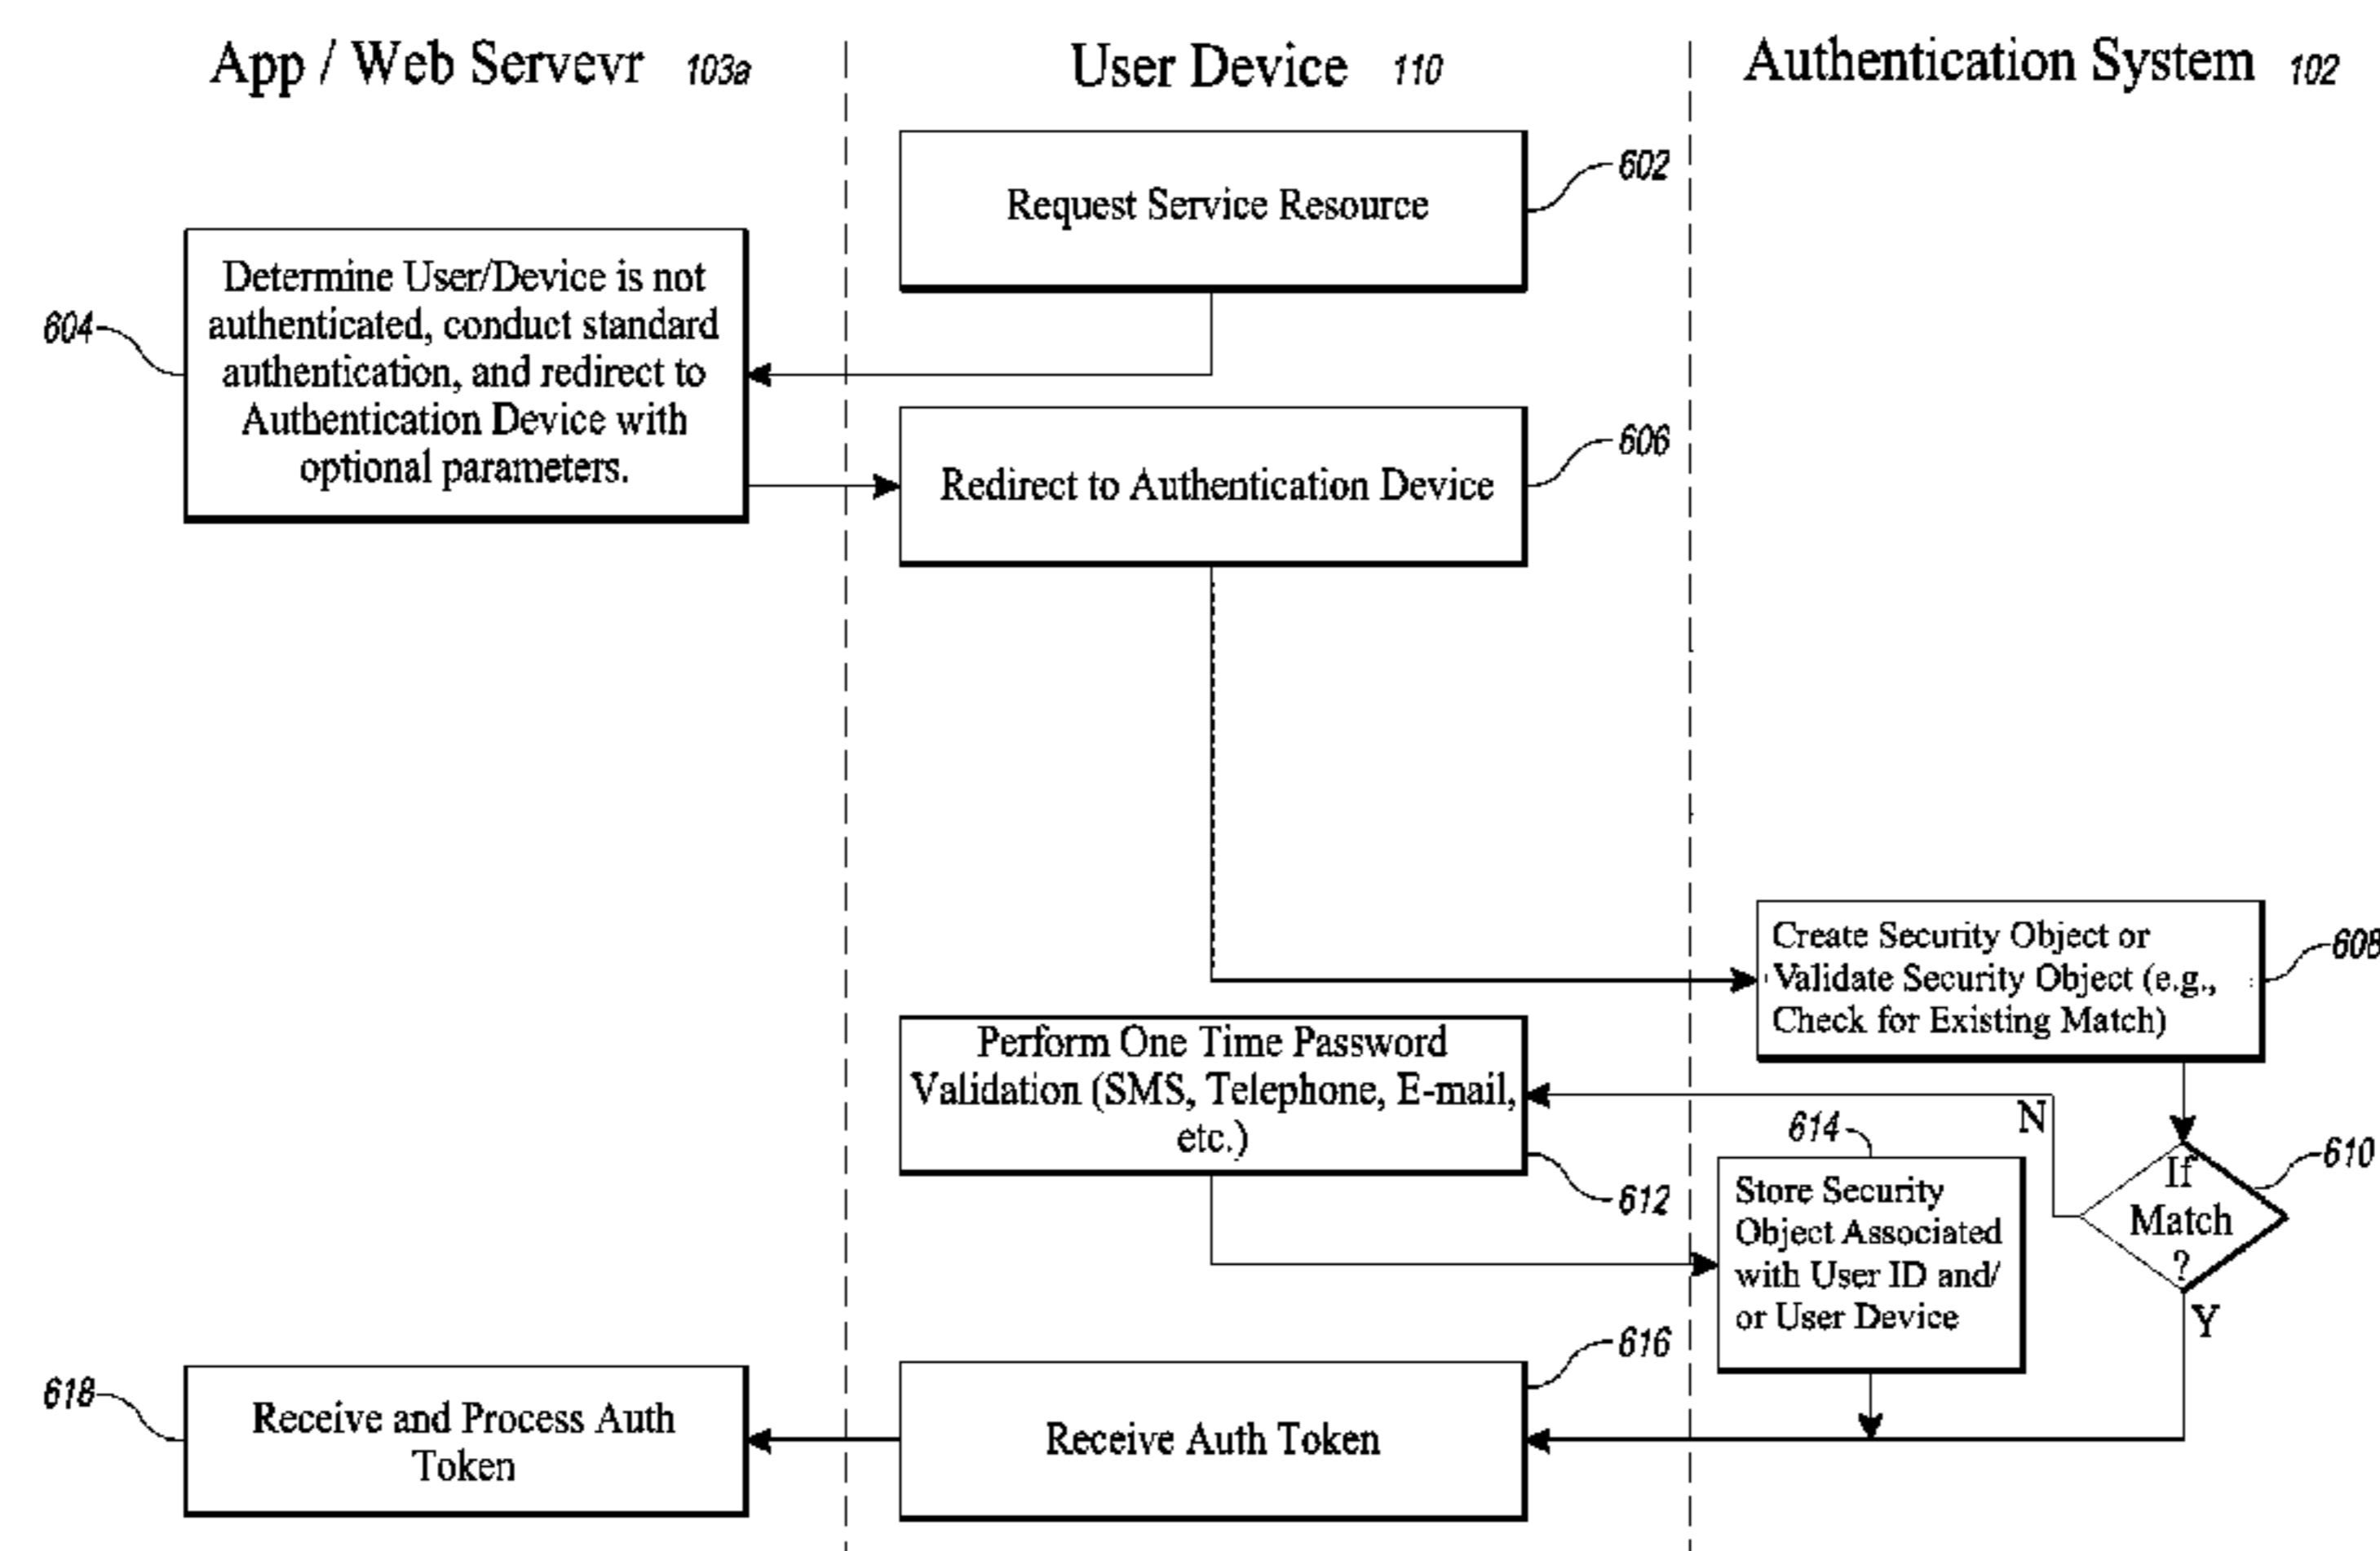 App / Web Servevr 103a
User Device 110
Authentication System 102
Request Service Resource
602
Determine User/Device is not
authenticated, conduct standard
authentication, and redirect to
Authentication Device with
optional parameters.
604
Redirect to Authentication Device
606
Create Security Object or
Validate Security Object (e.g.,
Check for Existing Match)
608
Perform One Time Password
Validation (SMS, Telephone, E-mail,
etc.)
612
N
If
Match
?
610
Y
614
Store Security
Object Associated
with User ID and/
or User Device
Receive Auth Token
616
Receive and Process Auth
Token
618